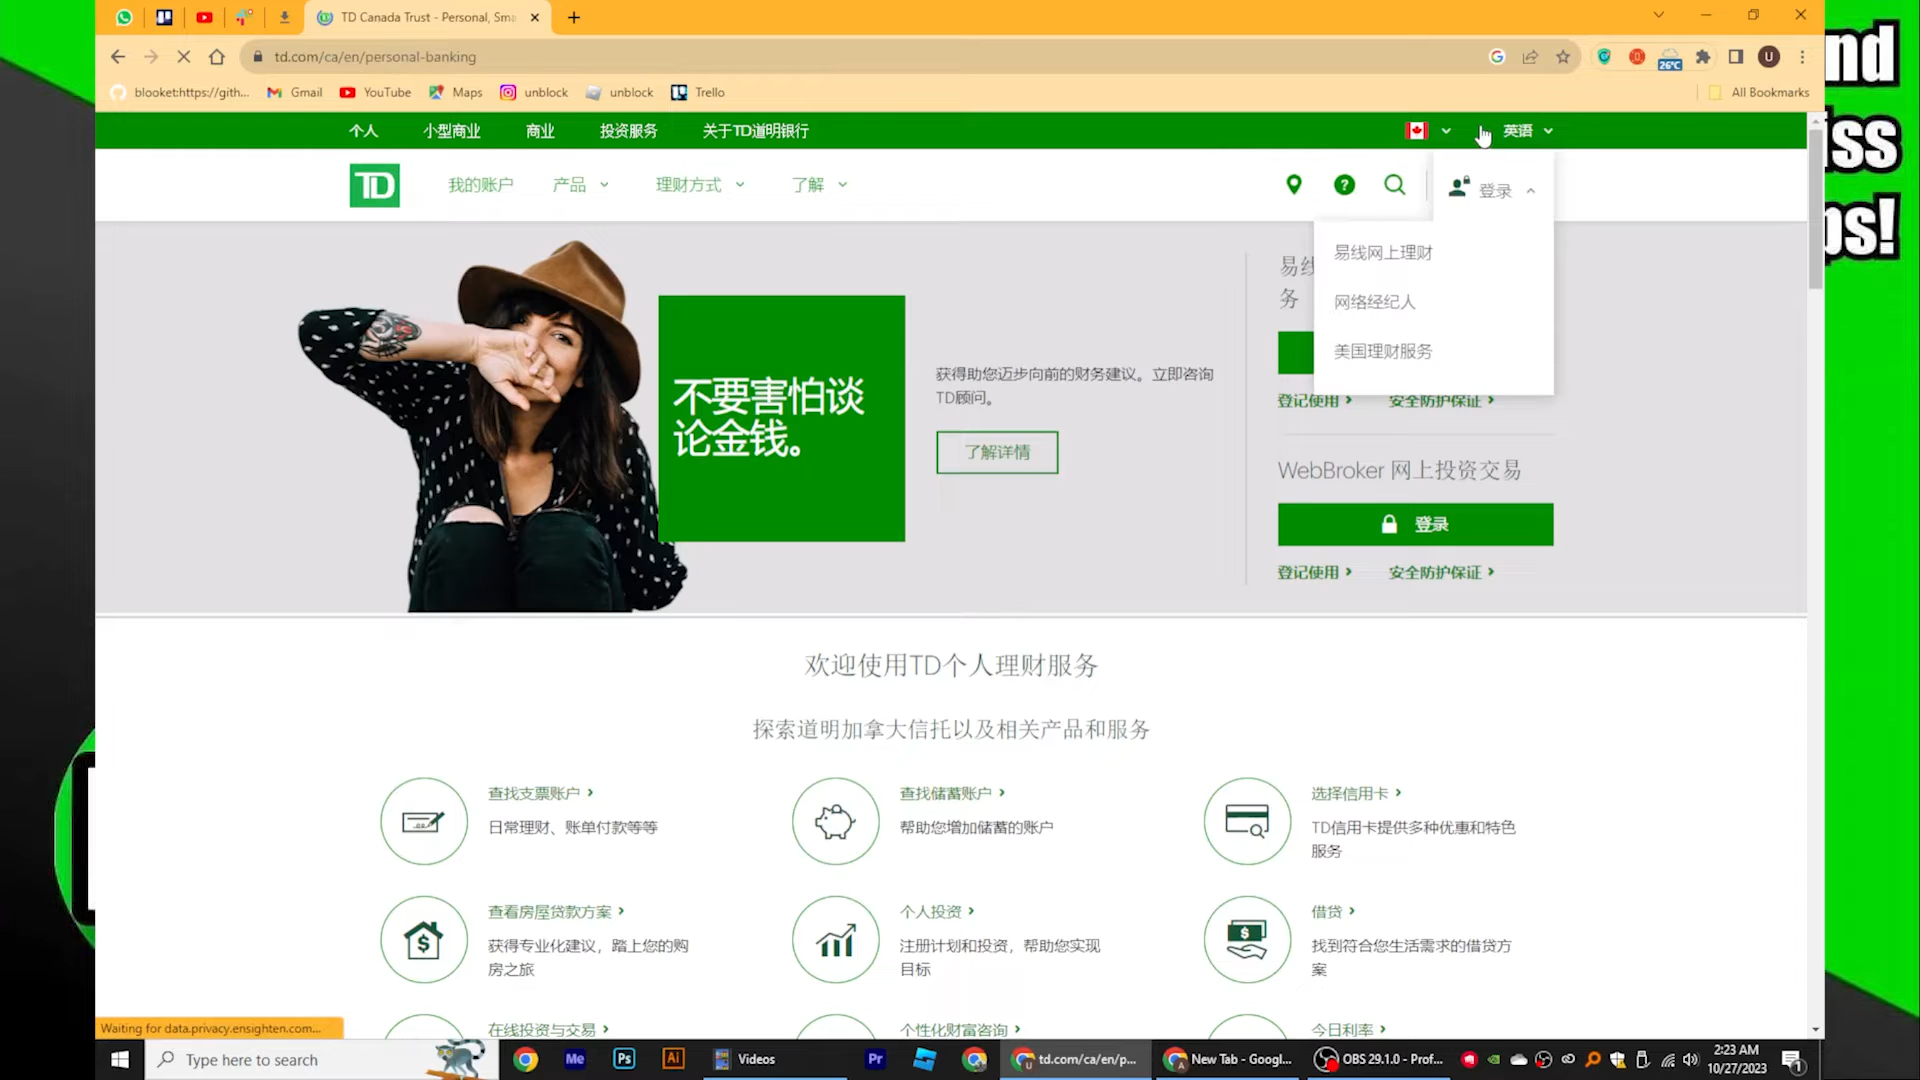 TD Canada Trust - Personal, Sm
td.com/ca/en/personal-banking
26°C
U
blooket:https://gith...
Gmail
YouTube
Maps
unblock
unblock
Trello
All Bookmarks
nd
iss
ps!
个人
小型商业
商业
投资服务
关于TD道明银行
英语
TD
我的账户
产品
理财方式
了解
?
登录
易线网上理财
网络经纪人
美国理财服务
易线
务
不要害怕谈
论金钱。
获得助您迈步向前的财务建议。立即咨询
TD顾问。
了解详情
登记使用
安全防护保证
WebBroker 网上投资交易
登录
登记使用
安全防护保证
欢迎使用TD个人理财服务
探索道明加拿大信托以及相关产品和服务
查找支票账户
日常理财、账单付款等等
查找储蓄账户
帮助您增加储蓄的账户
选择信用卡
TD信用卡提供多种优惠和特色
服务
查看房屋贷款方案
获得专业化建议，踏上您的购
房之旅
个人投资
注册计划和投资，帮助您实现
目标
借贷
找到符合您生活需求的借贷方
案
在线投资与交易
个性化财富咨询
今日利率
Waiting for data.privacy.ensighten.com...
Type here to search
Me
Ps
Ai
Videos
Pr
td.com/ca/en/p...
New Tab - Googl...
OBS 29.1.0 - Prof...
2:23 AM
10/27/2023
1